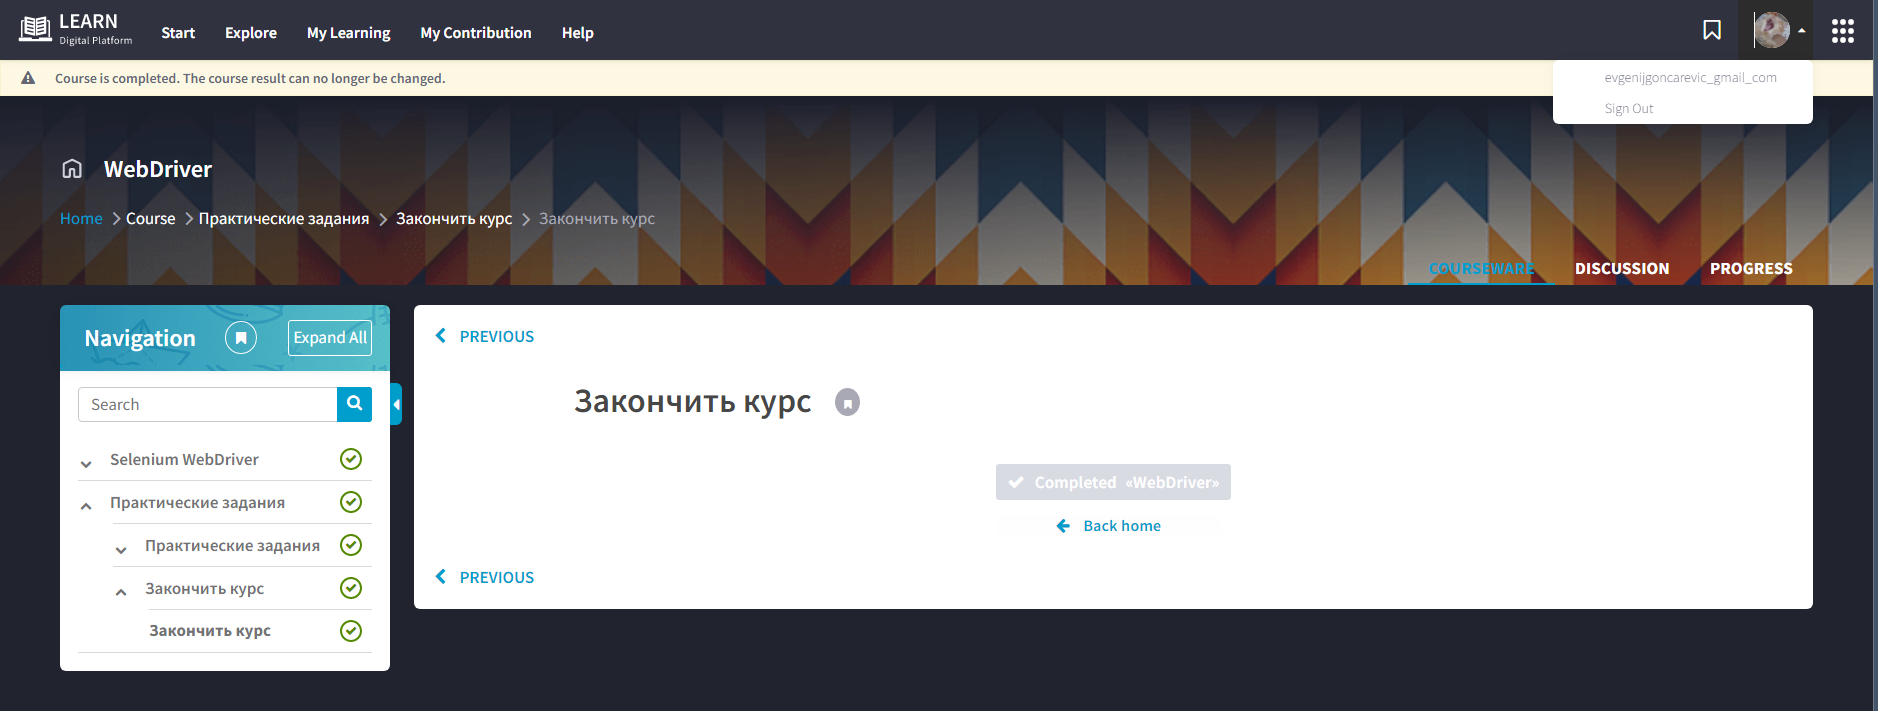 LEARN
Digital Platform
Start Explore My Learning My Contribution Help
Course is completed. The course result can no longer be changed.
evgenijgoncarevic_gmail_com
Sign Out
WebDriver
Home Course Практические задания Закончить курс Закончить курс
COURSEWARE DISCUSSION PROGRESS
Navigation Expand All
Search
Selenium WebDriver
Практические задания
Практические задания
Закончить курс
Закончить курс
PREVIOUS
Закончить курс
Completed «WebDriver»
Back home
PREVIOUS